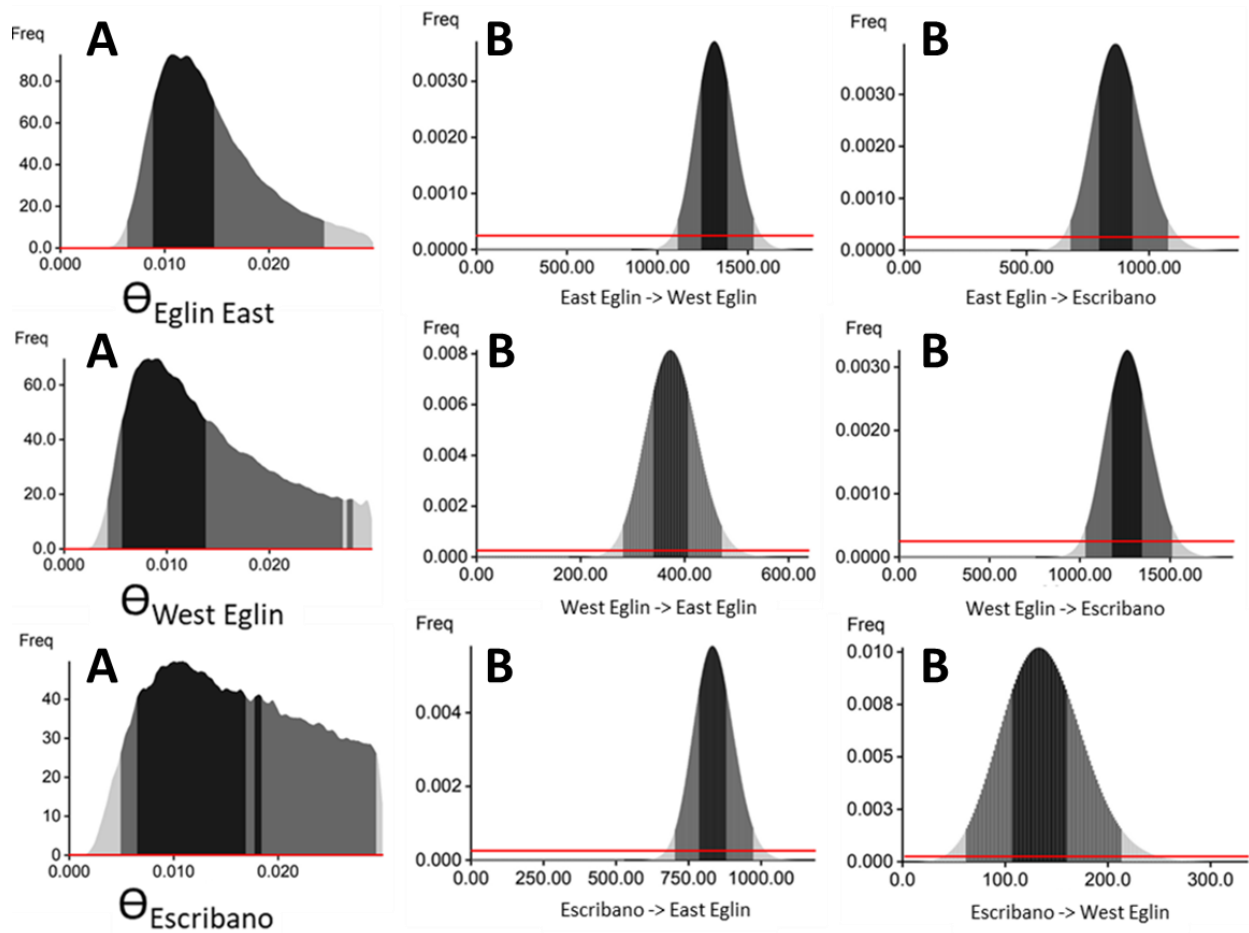 Freq
A
80.0
60.0
40.0
20.0
0.0
0.000 0.010 0.020
ϴEglin East
Freq
B
0.0030
0.0020
0.0010
0.0000
0.00 500.00 1000.00 1500.00
East Eglin -> West Eglin
Freq
B
0.0030
0.0020
0.0010
0.0000
0.00 500.00 1000.00
East Eglin -> Escribano
Freq
A
60.0
40.0
20.0
0.0
0.000 0.010 0.020
ϴWest Eglin
Freq
B
0.008
0.006
0.004
0.002
0.000
0.00 200.00 400.00 600.00
West Eglin -> East Eglin
Freq
B
0.0030
0.0020
0.0010
0.0000
0.00 500.00 1000.00 1500.00
West Eglin -> Escribano
Freq
A
40
30
20
10
0
0.000 0.010 0.020
ϴEscribano
Freq
B
0.004
0.002
0.000
0.00 250.00 500.00 750.00 1000.00
Escribano -> East Eglin
Freq
B
0.010
0.008
0.005
0.003
0.000
0.0 100.0 200.0 300.0
Escribano -> West Eglin